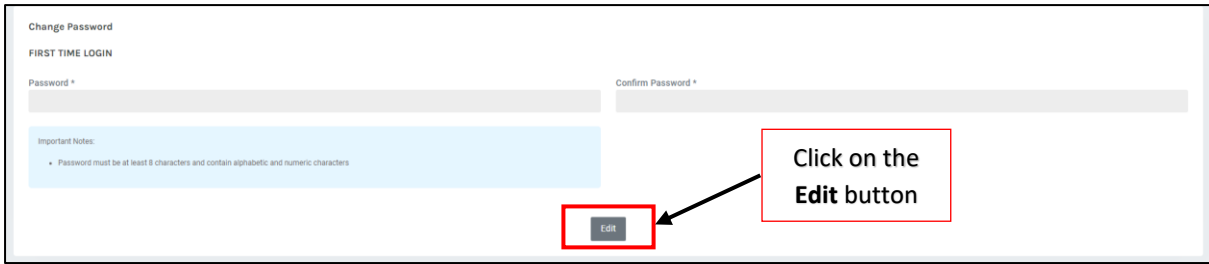 Change Password
FIRST TIME LOGIN
Password *
Confirm Password *
Important Notes:
• Password must be at least 8 characters and contain alphabetic and numeric characters
Click on the
Edit button
Edit